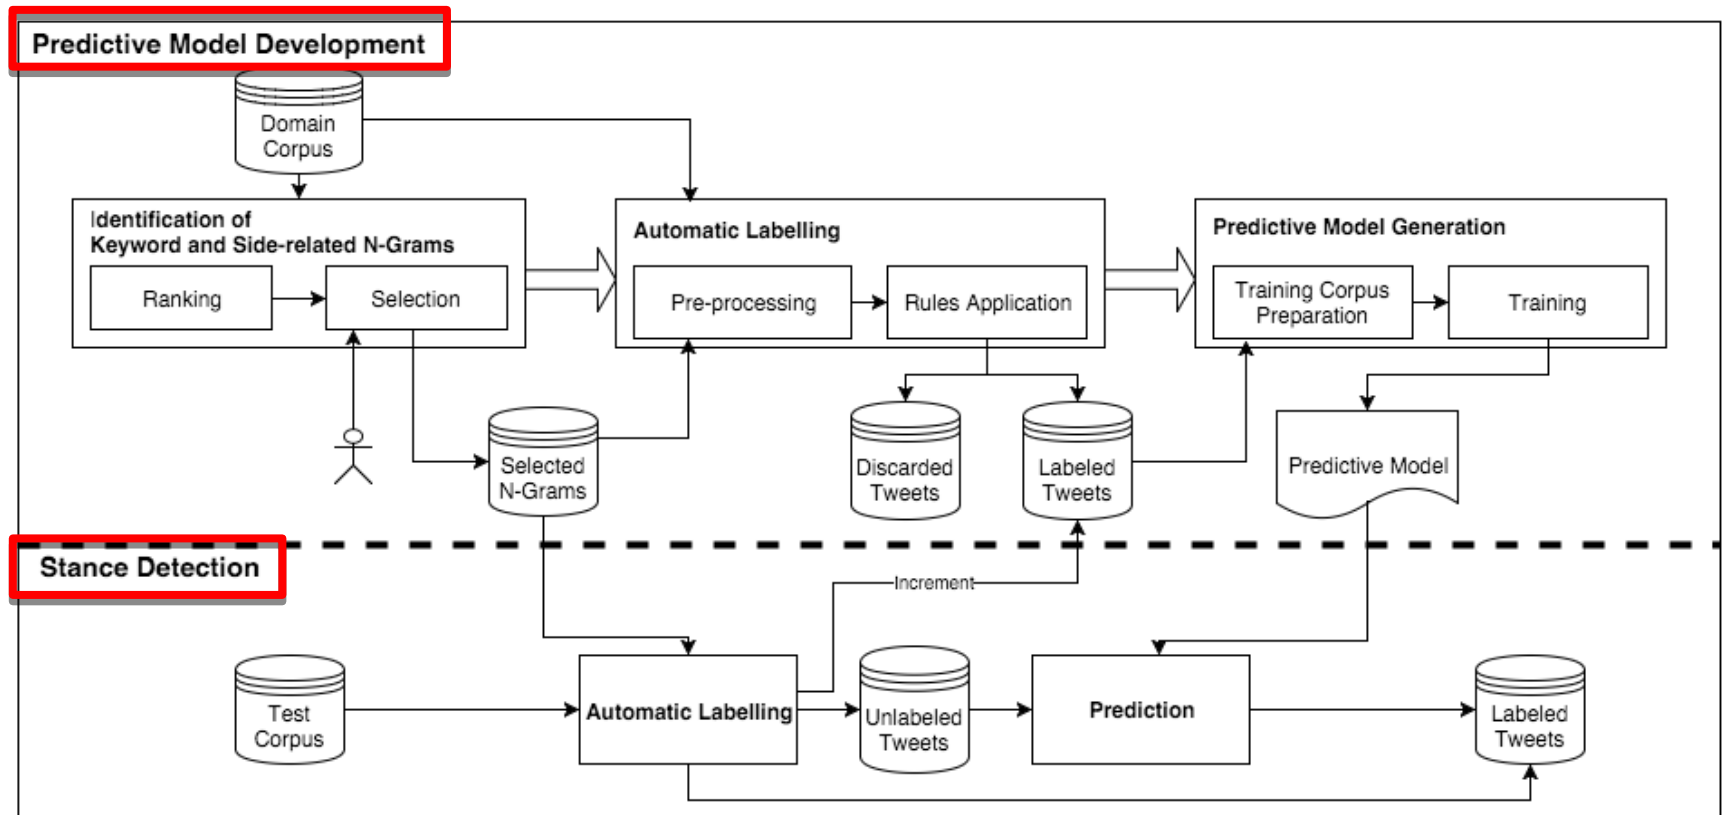 Predictive Model Development
Domain
Corpus
Identification of
Keyword and Side-related N-Grams
Ranking
Selection
Automatic Labelling
Pre-processing
Rules Application
Predictive Model Generation
Training Corpus
Preparation
Training
Selected
N-Grams
Discarded
Tweets
Labeled
Tweets
Predictive Model
Stance Detection
Increment
Test
Corpus
Automatic Labelling
Unlabeled
Tweets
Prediction
Labeled
Tweets